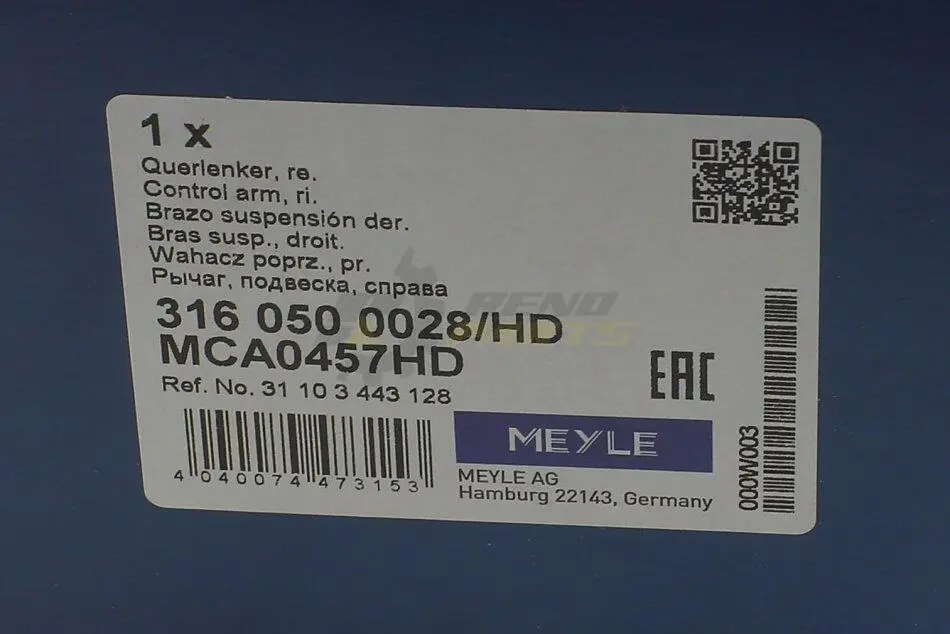 1 x
Querlenker, re.
Control arm, ri.
Brazo suspensión der.
Bras susp., droit.
Wahacz poprz., pr.
Рычаг, подвеска, справа
316 050 0028/HD
MCA0457HD
Ref. No. 31 10 3 443 128
4 040074 473153
EAC
MEYLE
MEYLE AG
Hamburg 22143, Germany
000W003
RENO
PARTS